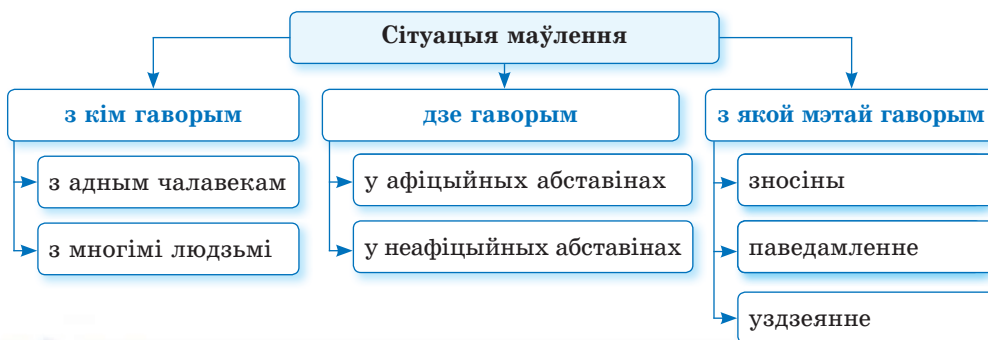 Сітуацыя маўлення
з кім гаворым
дзе гаворым
з якой мэтай гаворым
з адным чалавекам
у афіцыйных абставінах
зносіны
з многімі людзьмі
у неафіцыйных абставінах
паведамленне
уздзеянне